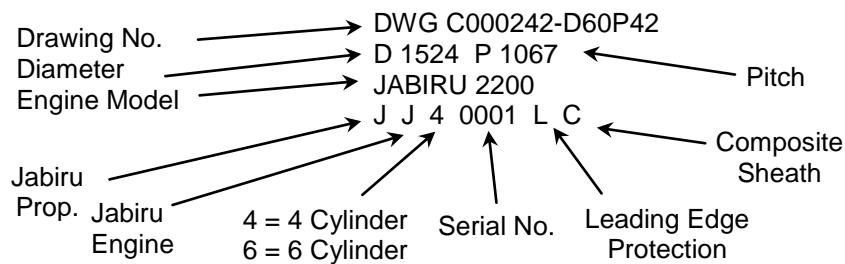 DWG C000242-D60P42
Drawing No.
D 1524 P 1067
Diameter
Pitch
JABIRU 2200
Engine Model
J J 4 0001 L C
Composite
Sheath
Jabiru
Prop.
Jabiru
Engine
4 = 4 Cylinder
6 = 6 Cylinder
Serial No.
Leading Edge
Protection